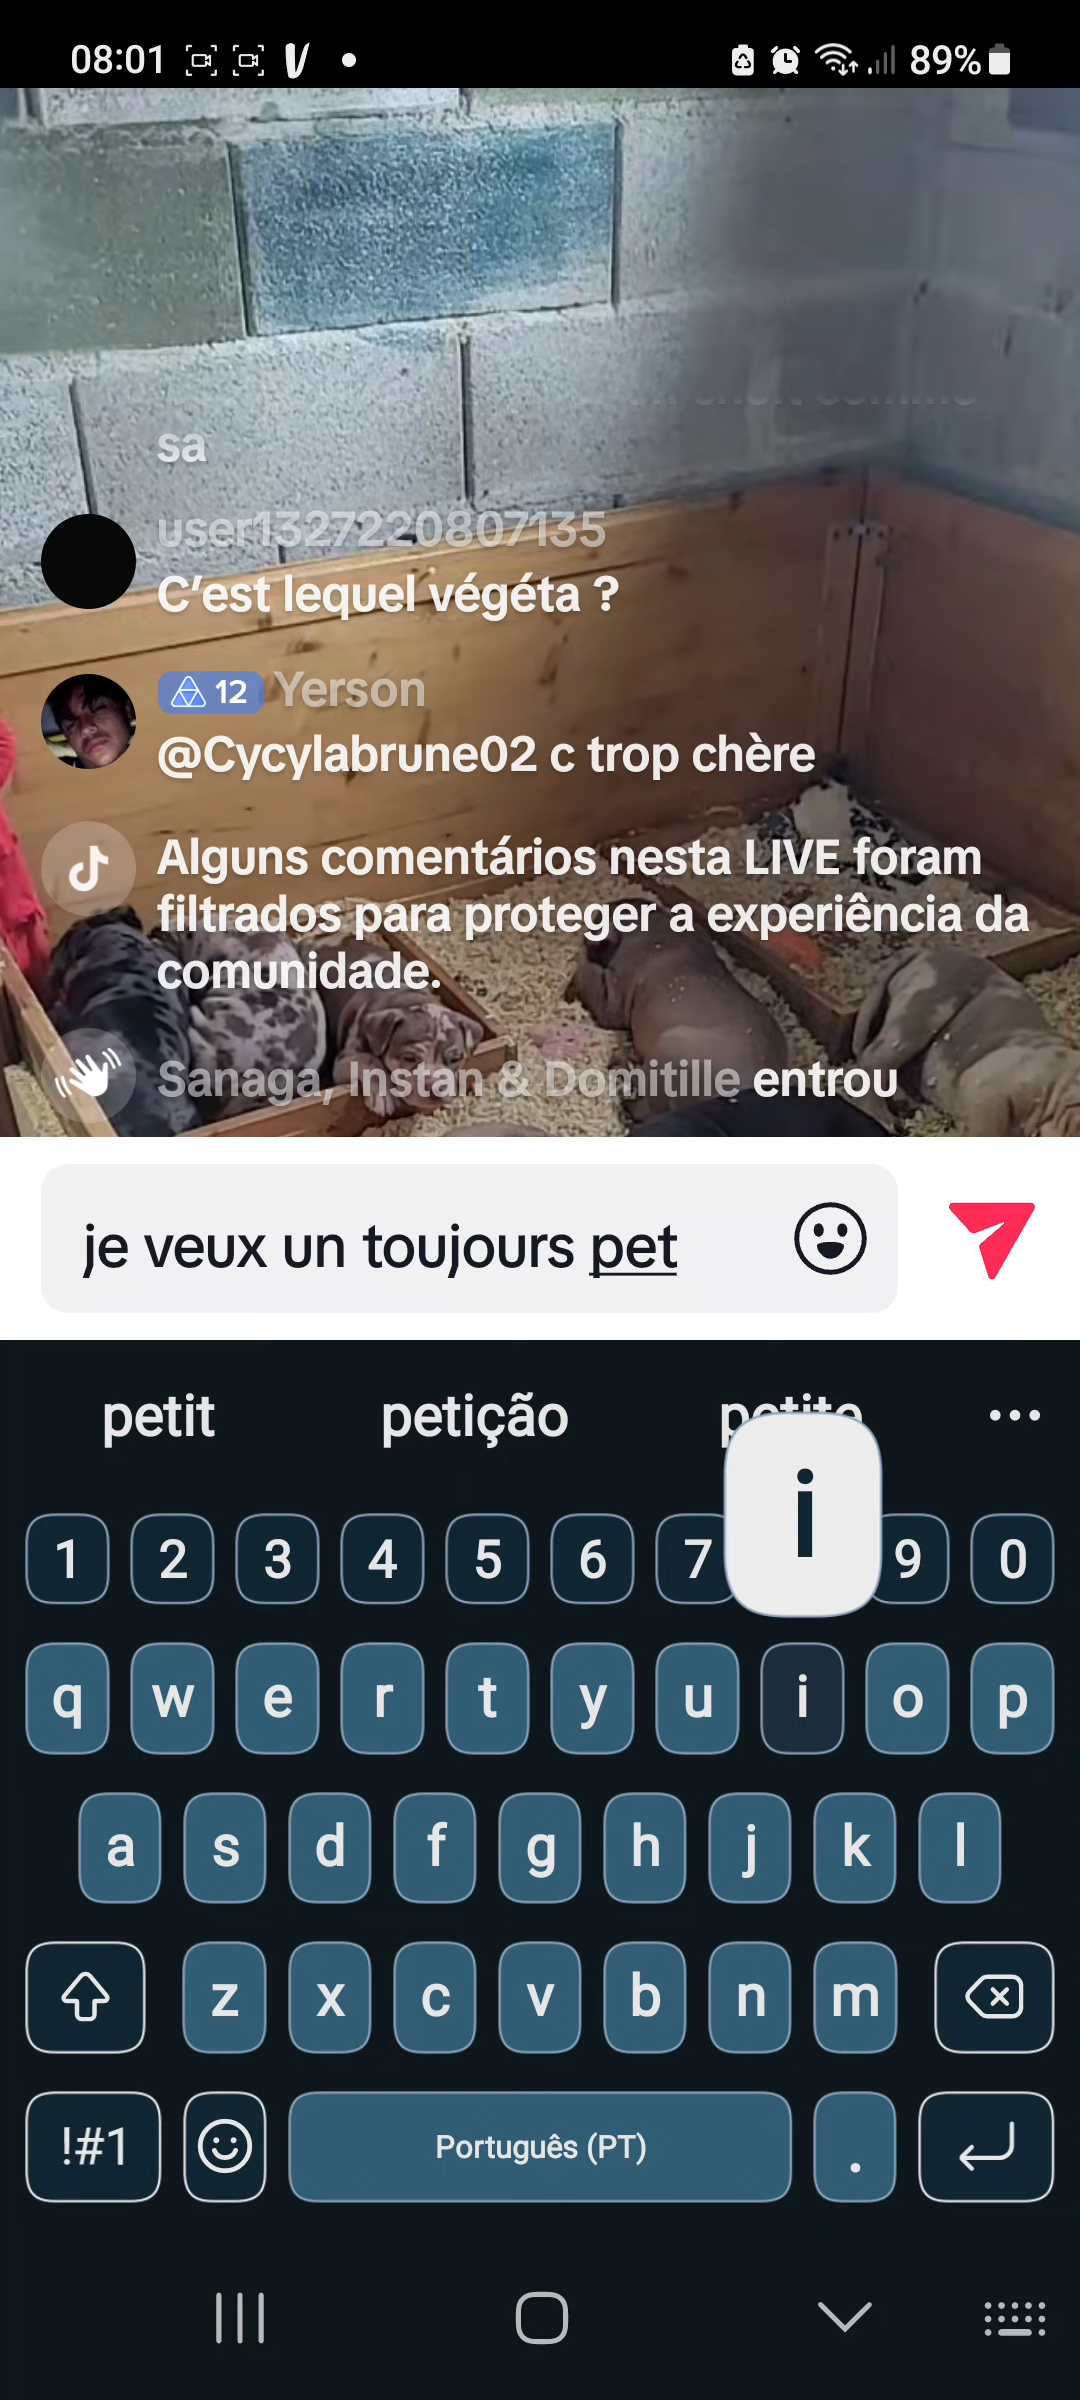 08:01
89%
sa
user1327220807135
C’est lequel végéta ?
12 Yerson
@Cycylabrune02 c trop chère
Alguns comentários nesta LIVE foram
filtrados para proteger a experiência da
comunidade.
Sanaga, Instan & Domitille entrou
je veux un toujours pet
petit petição petite
i
1 2 3 4 5 6 7 9 0
q w e r t y u i o p
a s d f g h j k l
z x c v b n m
!#1 Português (PT) .